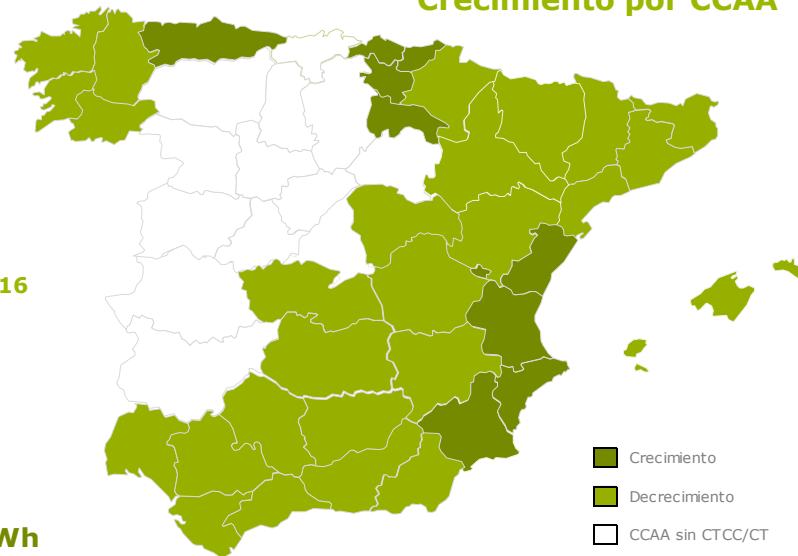 Crecimiento por CCAA
16
Crecimiento
Decrecimiento
CCAA sin CTCC/CT
Wh